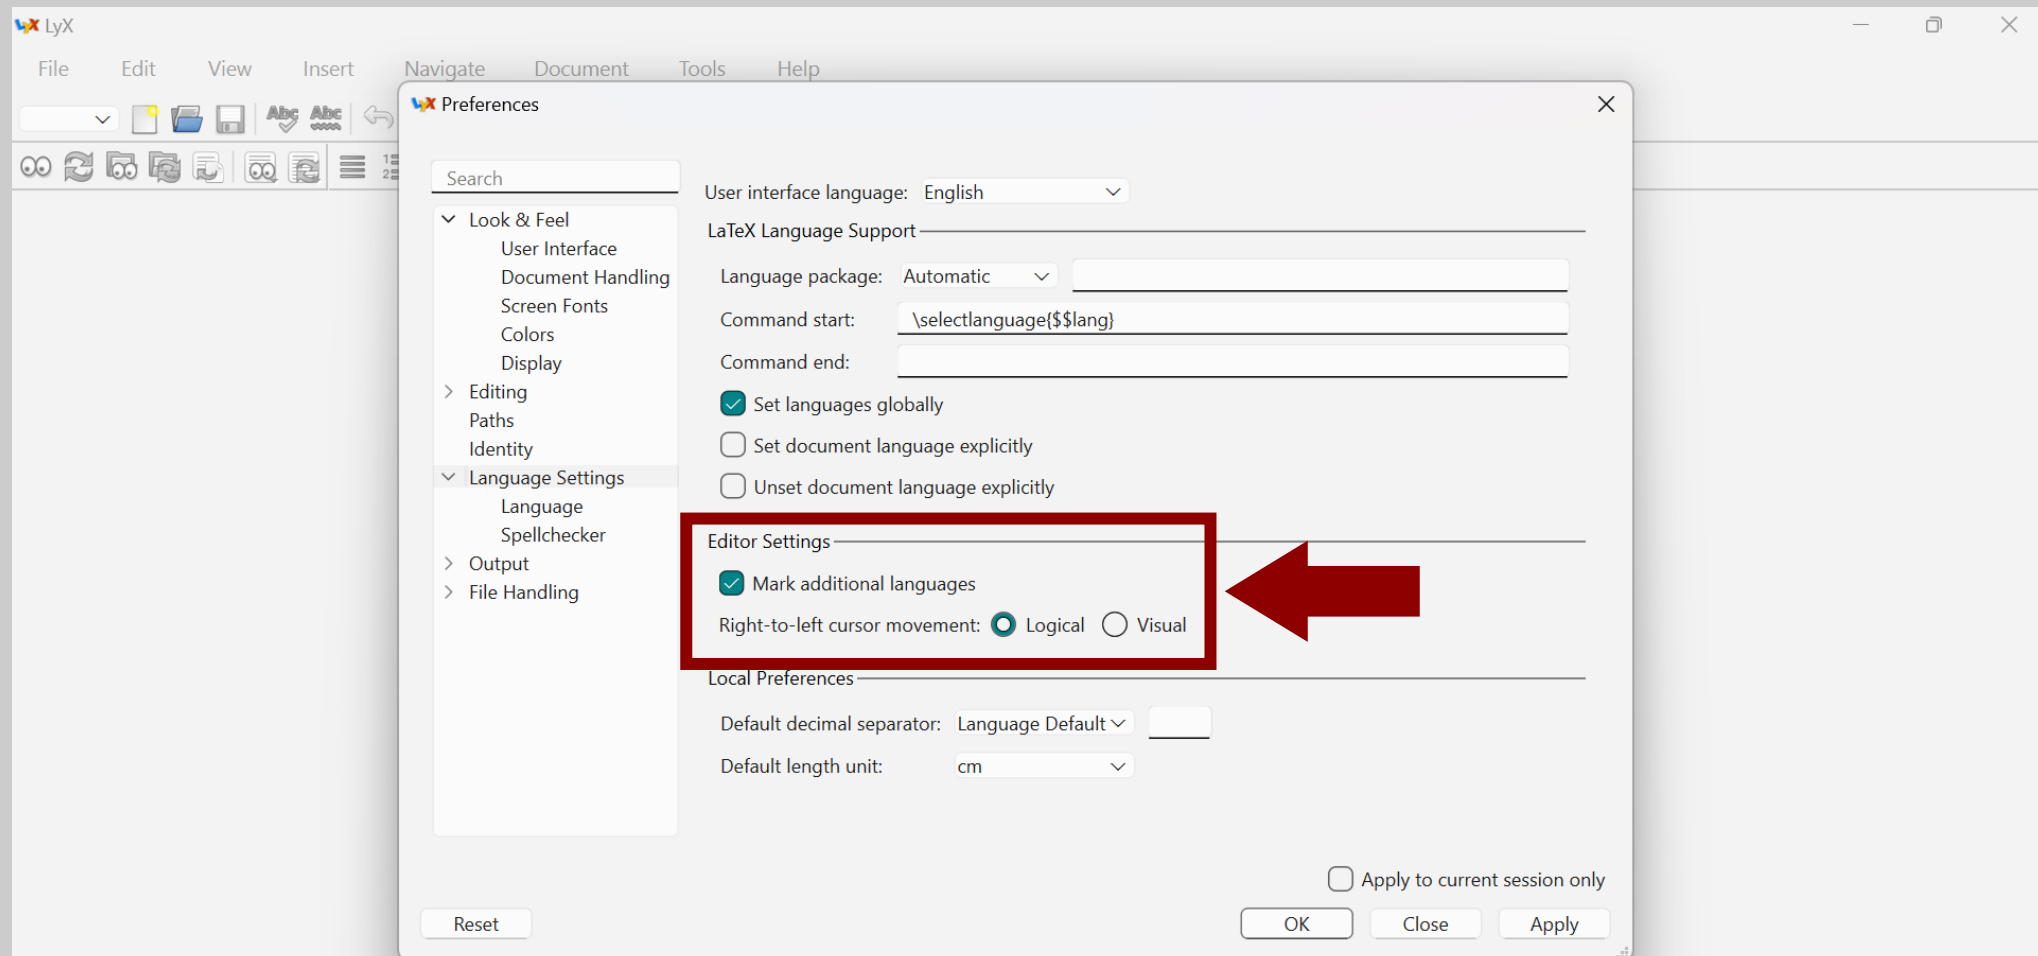 LyX
File Edit View Insert Navigate Document Tools Help
Preferences
Abc Abc
Search
User interface language: English
Look & Feel
LaTeX Language Support
User Interface
Document Handling
Language package: Automatic
Screen Fonts
Command start: \selectlanguage{$$lang}
Colors
Display
Command end:
Editing
Set languages globally
Paths
Identity
Set document language explicitly
Language Settings
Unset document language explicitly
Language
Spellchecker
Editor Settings
Output
Mark additional languages
File Handling
Right-to-left cursor movement: Logical Visual
Local Preferences
Default decimal separator: Language Default
Default length unit: cm
Apply to current session only
Reset OK Close Apply